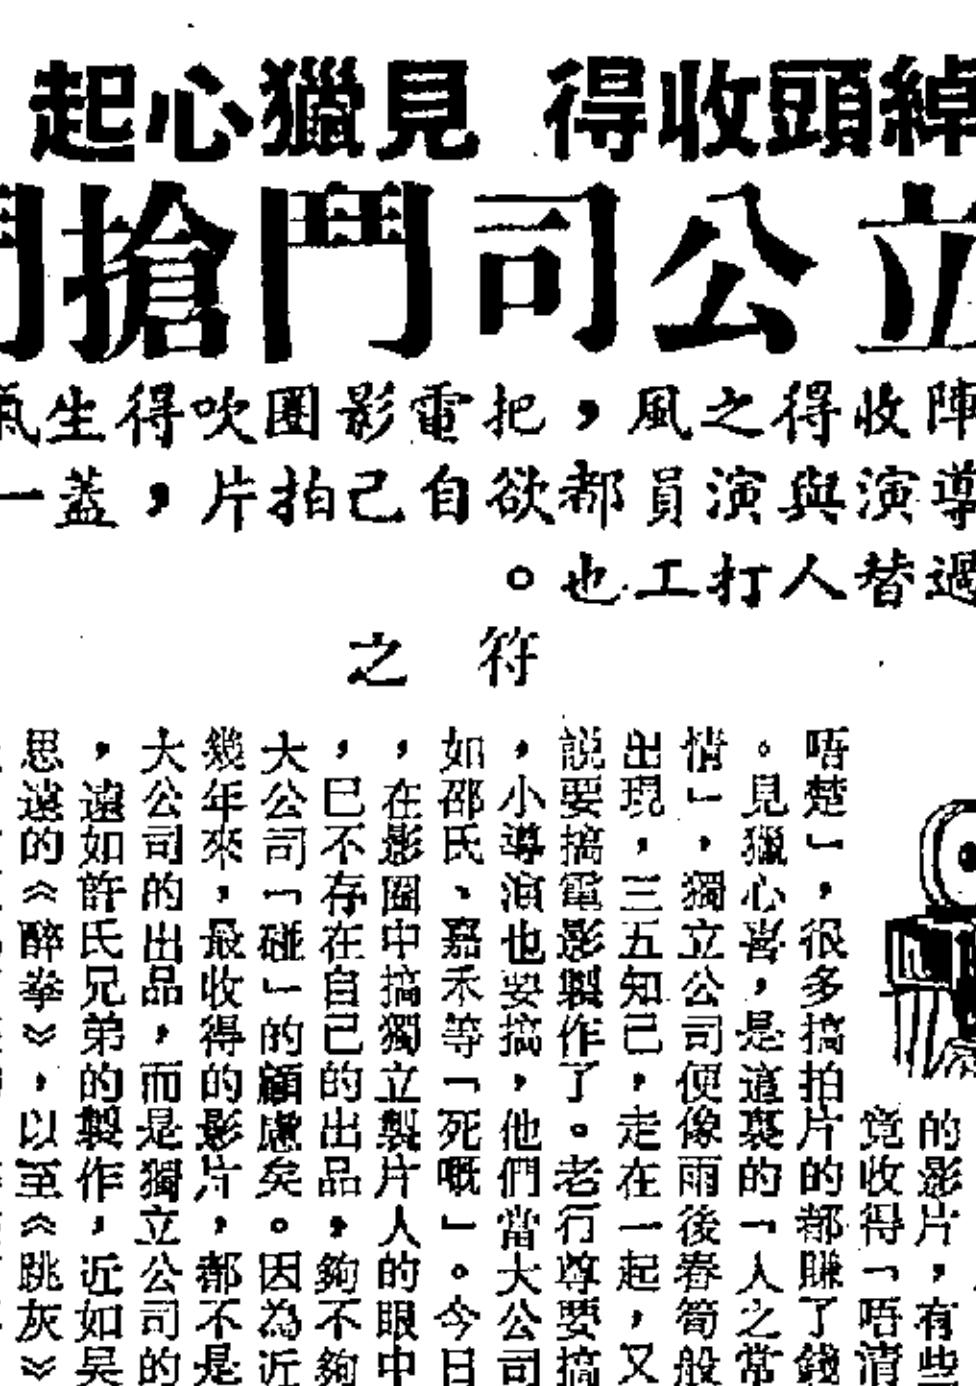 綽頭收得 見獵心起
立公司鬥搶鬥
陣收得之風，把電影圈吹得生氣
導演與演員都欲自己拍片，蓋一
過替人打工也。
符之
的影片，有些
竟收得「唔清
唔楚」，很多搞拍片的都賺了錢
。見獵心喜，是這裏的「人之常
情」，獨立公司便像雨後春筍般
出現，三五知己，走在一起，又
説要搞電影製作了。老行尊要搞
，小導演也要搞，他們當大公司
如邵氏、嘉禾等「死嘅」。今日
，在影圈中搞獨立製片人的眼中
，已不存在自己的出品，夠不夠
大公司「碰」的顧慮矣。因為近
幾年來，最收得的影片，都不是
大公司的出品，而是獨立公司的
，遠如許氏兄弟的製作，近如吳
思遠的《醉拳》，以至《跳灰》